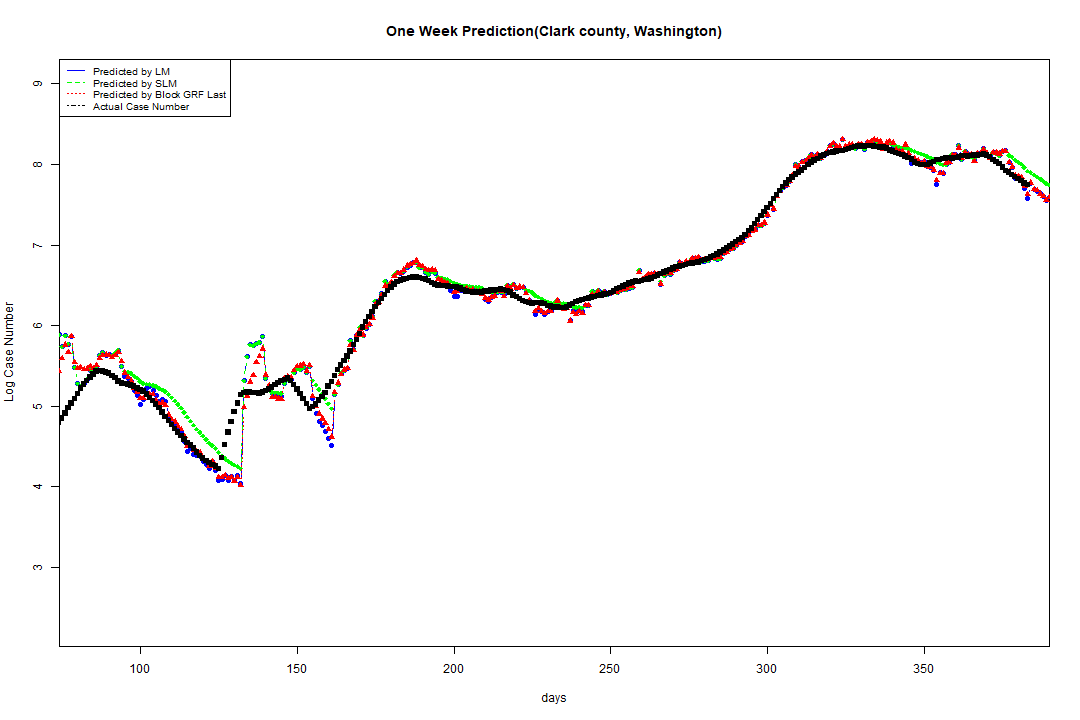 One Week Prediction(Clark county, Washington)
Predicted by LM
Predicted by SLM
Predicted by Block GRF Last
Actual Case Number
9
8
7
6
5
4
3
Log Case Number
100 150 200 250 300 350
days